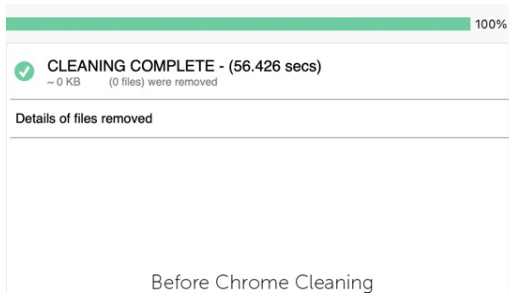 100%
CLEANING COMPLETE - (56.426 secs)
~ 0 KB (0 files) were removed
Details of files removed
Before Chrome Cleaning